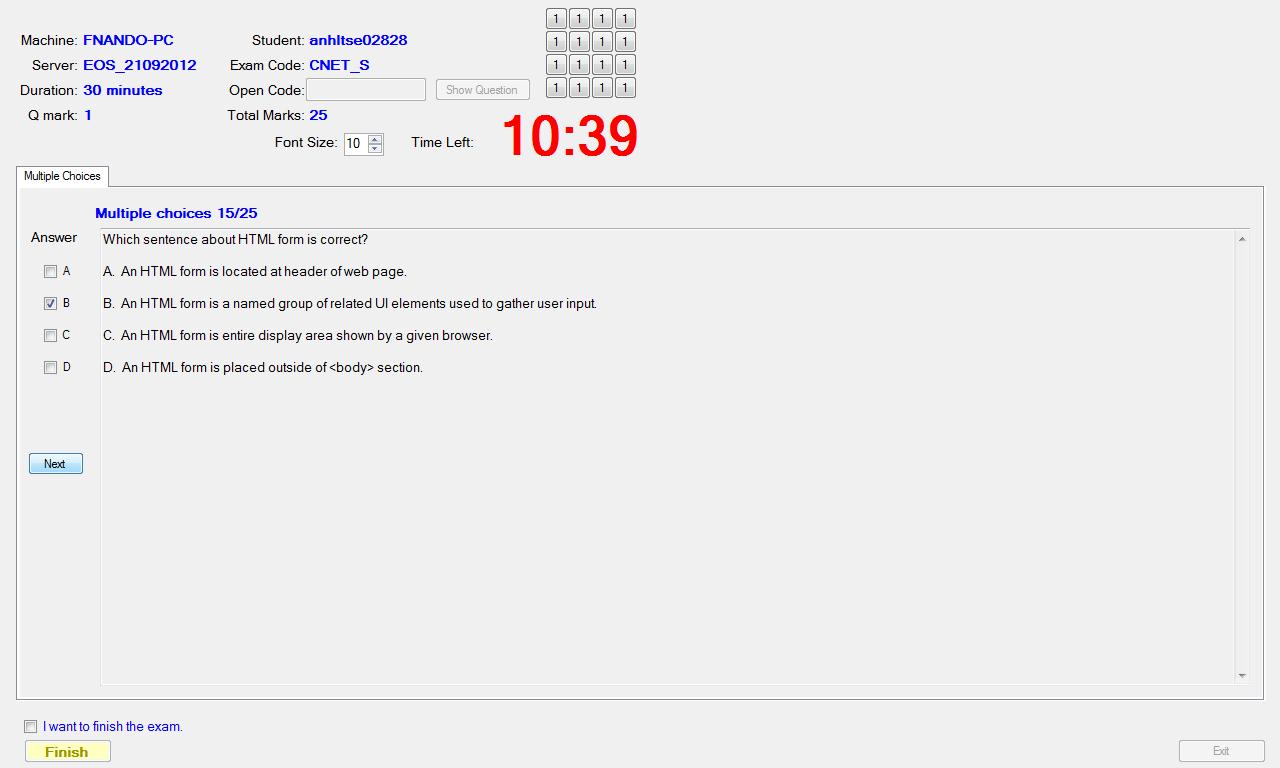 Machine: FNANDO-PC Student: anhltse02828
Server: EOS_21092012 Exam Code: CNET_S
Duration: 30 minutes Open Code: Show Question
Q mark: 1 Total Marks: 25
Font Size: 10 Time Left: 10:39
1 1 1 1
1 1 1 1
1 1 1 1
1 1 1 1
Multiple Choices
Multiple choices 15/25
Answer
Which sentence about HTML form is correct?
A A. An HTML form is located at header of web page.
B B. An HTML form is a named group of related UI elements used to gather user input.
C C. An HTML form is entire display area shown by a given browser.
D D. An HTML form is placed outside of <body> section.
Next
I want to finish the exam.
Finish Exit